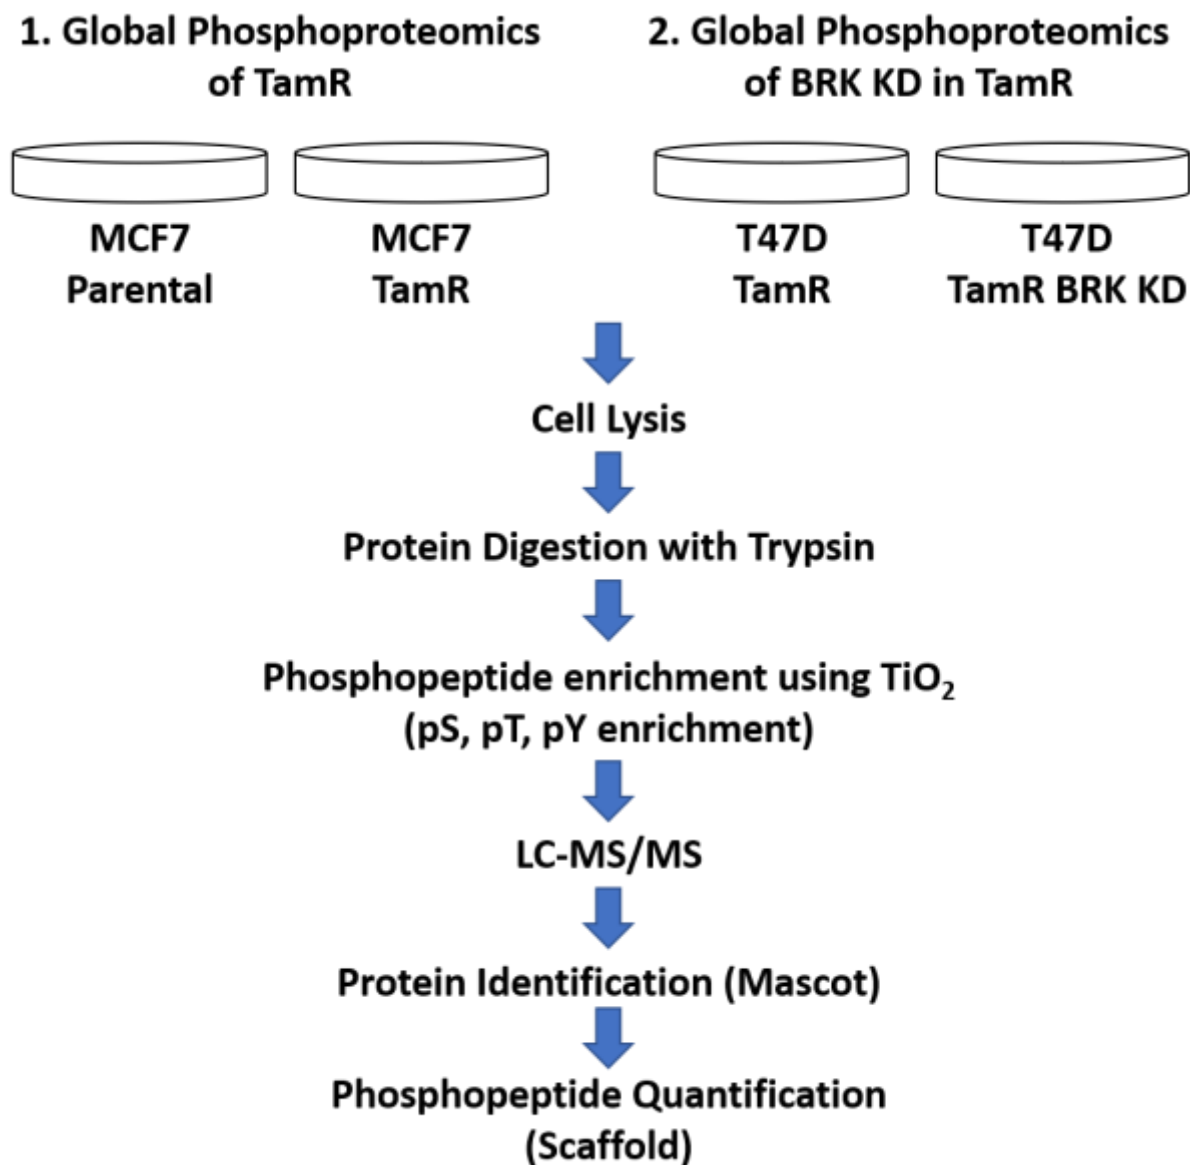 1. Global Phosphoproteomics
of TamR
2. Global Phosphoproteomics
of BRK KD in TamR
MCF7
Parental
MCF7
TamR
T47D
TamR
T47D
TamR BRK KD
Cell Lysis
Protein Digestion with Trypsin
Phosphopeptide enrichment using TiO₂
(pS, pT, pY enrichment)
LC-MS/MS
Protein Identification (Mascot)
Phosphopeptide Quantification
(Scaffold)